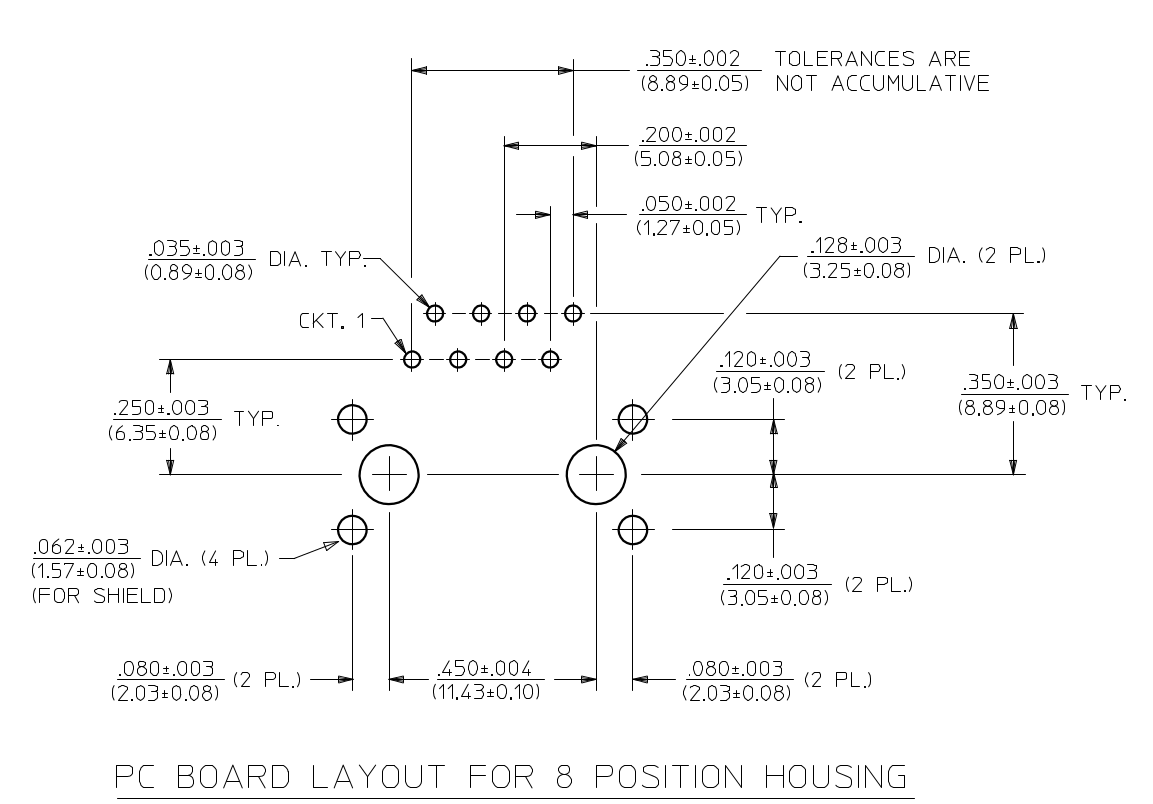 .350±.002 TOLERANCES ARE
(8.89±0.05) NOT ACCUMULATIVE
.200±.002
(5.08±0.05)
.050±.002 TYP.
(1.27±0.05)
.035±.003 DIA. TYP.
(0.89±0.08)
.128±.003 DIA. (2 PL.)
(3.25±0.08)
CKT. 1
.120±.003 (2 PL.)
(3.05±0.08)
.350±.003 TYP.
(8.89±0.08)
.250±.003 TYP.
(6.35±0.08)
.062±.003 DIA. (4 PL.)
(1.57±0.08)
(FOR SHIELD)
.120±.003 (2 PL.)
(3.05±0.08)
.080±.003 (2 PL.)
(2.03±0.08)
.450±.004
(11.43±0.10)
.080±.003 (2 PL.)
(2.03±0.08)
PC BOARD LAYOUT FOR 8 POSITION HOUSING